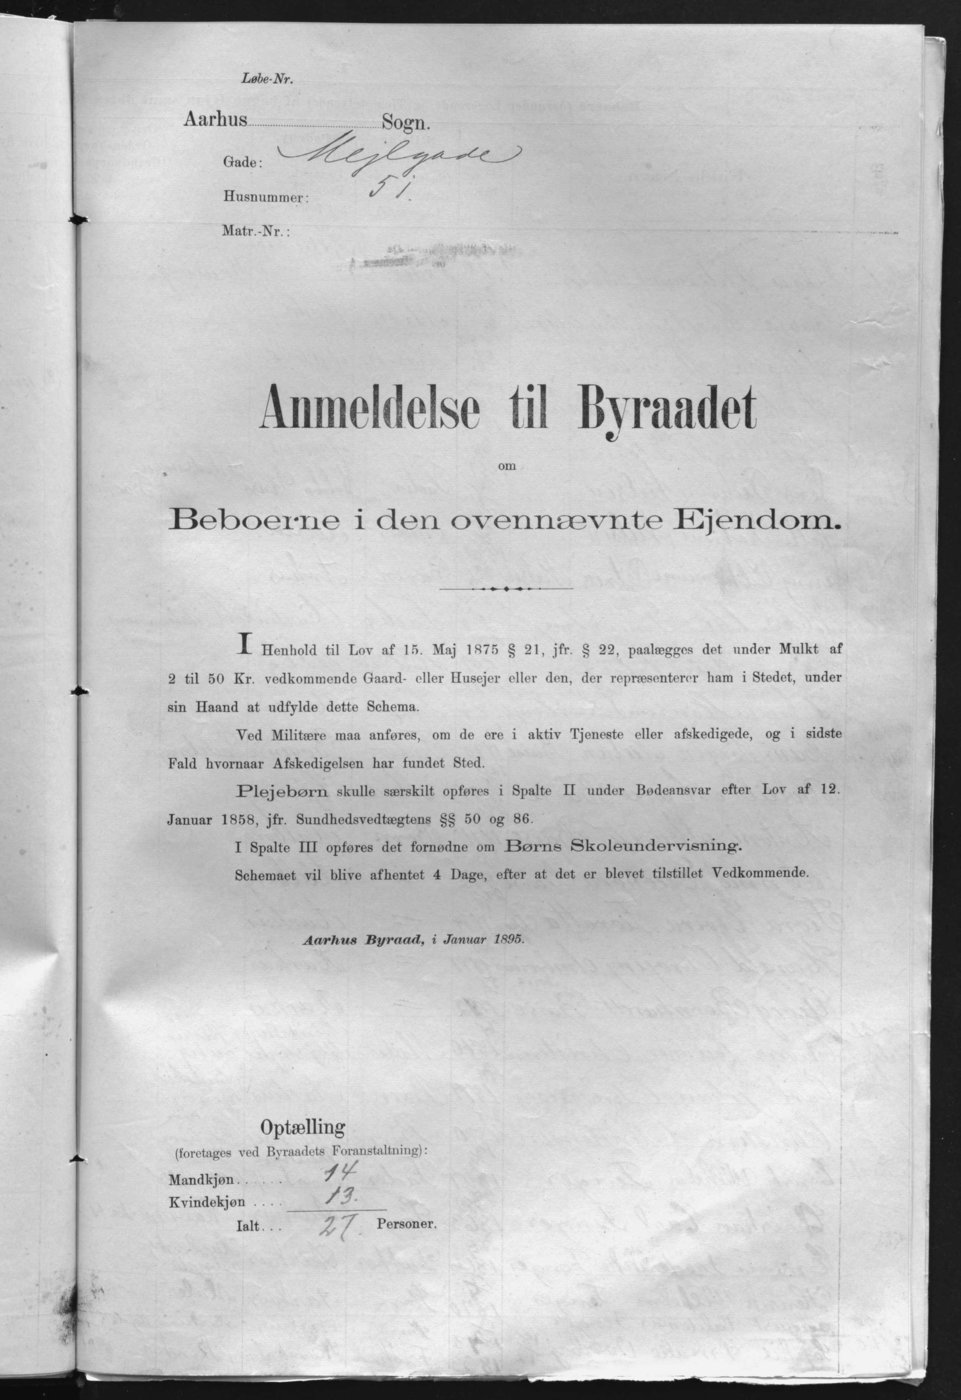 Løbe-Nr.
Aarhus Sogn.
Gade: Mejlgade
Husnummer: 51.
Matr.-Nr.:
Anmeldelse til Byraadet
om
Beboerne i den ovennævnte Ejendom.
I Henhold til Lov af 15. Maj 1875 § 21, jfr. § 22, paalægges det under Mulkt af
2 til 50 Kr. vedkommende Gaard- eller Husejer eller den, der repræsenterer ham i Stedet, under
sin Haand at udfylde dette Schema.
Ved Militære maa anføres, om de ere i aktiv Tjeneste eller afskedigede, og i sidste
Fald hvornaar Afskedigelsen har fundet Sted.
Plejebørn skulle særskilt opføres i Spalte II under Bødeansvar efter Lov af 12.
Januar 1858, jfr. Sundhedsvedtægtens §§ 50 og 86.
I Spalte III opføres det fornødne om Børns Skoleundervisning.
Schemaet vil blive afhentet 4 Dage, efter at det er blevet tilstillet Vedkommende.
Aarhus Byraad, i Januar 1895.
Optælling
(foretages ved Byraadets Foranstaltning):
Mandkjøn..... 14
Kvindekjøn.... 13.
Ialt... 27. Personer.